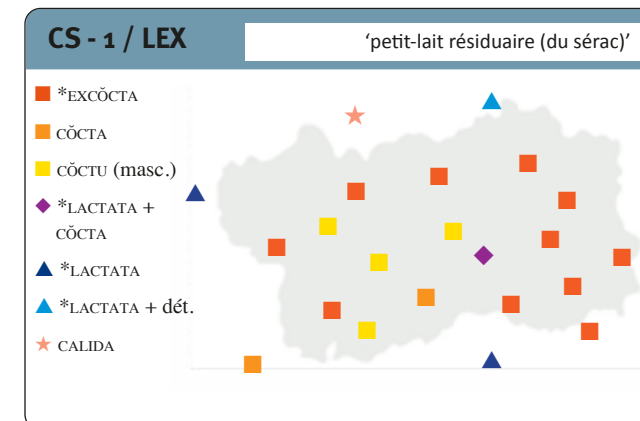 CS - 1 / LEX
‘petit-lait résiduaire (du sérac)’
*EXCŎCTA
CŎCTA
CŎCTU (masc.)
*LACTATA +
CŎCTA
*LACTATA
*LACTATA + dét.
CALIDA